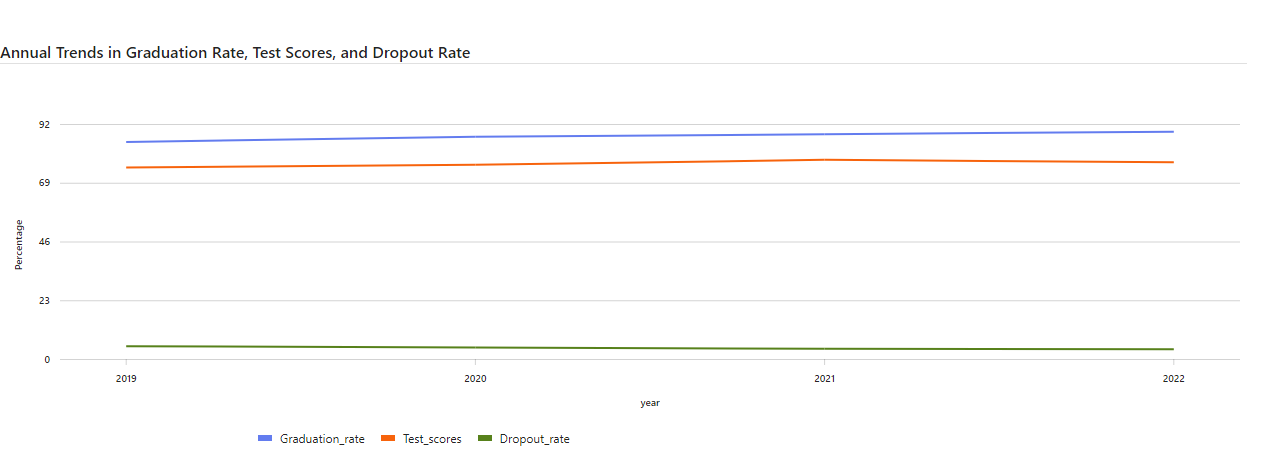 Annual Trends in Graduation Rate, Test Scores, and Dropout Rate
92
69
46
23
0
Percentage
2019 2020 2021 2022
year
Graduation_rate Test_scores Dropout_rate